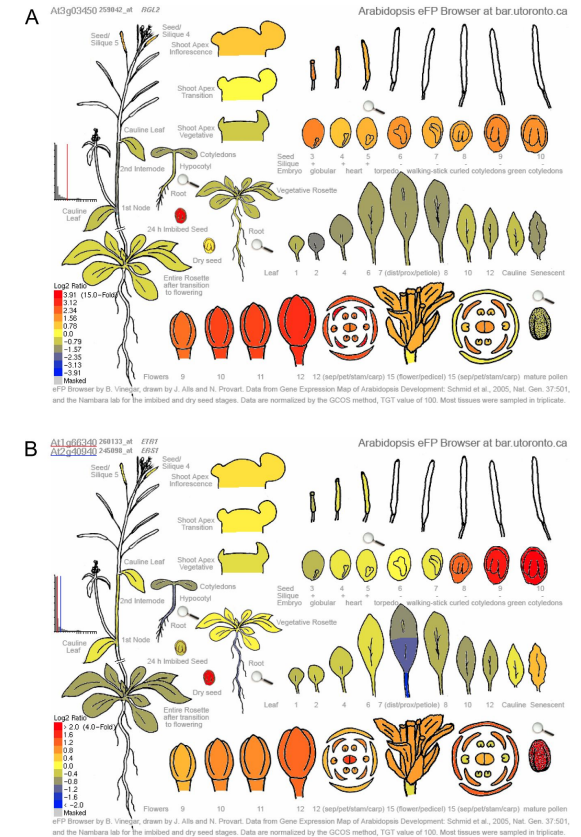 A
At3g03450 259042_at RGL2
Arabidopsis eFP Browser at bar.utoronto.ca
Seed/
Silique 5
Seed/
Silique 4
Shoot Apex
Inflorescence
Shoot Apex
Transition
Cauline Leaf
Shoot Apex
Vegetative
Cotyledons
2nd Internode
Hypocotyl
Root
Seed 3 4 5 6 7 8 9 10
Silique + + + - - - - -
Embryo globular heart torpedo walking-stick curled cotyledons green cotyledons
Vegetative Rosette
Cauline
Leaf
1st Node
24 h Imbibed Seed
Root
Dry seed
Entire Rosette
after transition
to flowering
Leaf 1 2 4 6 7 (dist/prox/petiole) 8 10 12 Cauline Senescent
Log2 Ratio
3.91 (15.0-Fold)
3.12
2.34
1.56
0.78
0.0
-0.79
-1.57
-2.35
-3.13
-3.91
Masked
Flowers 9 10 11 12 12 (sep/pet/stam/carp) 15 (flower/pedicel) 15 (sep/pet/stam/carp) mature pollen
eFP Browser by B. Vinegar, drawn by J. Alls and N. Provart. Data from Gene Expression Map of Arabidopsis Development: Schmid et al., 2005, Nat. Gen. 37:501,
and the Nambara lab for the imbibed and dry seed stages. Data are normalized by the GCOS method, TGT value of 100. Most tissues were sampled in triplicate.
B
At1g66340 260133_at ETR1
At2g40940 245098_at ERS1
Arabidopsis eFP Browser at bar.utoronto.ca
Seed/
Silique 5
Seed/
Silique 4
Shoot Apex
Inflorescence
Shoot Apex
Transition
Cauline Leaf
Shoot Apex
Vegetative
Cotyledons
2nd Internode
Hypocotyl
Root
Seed 3 4 5 6 7 8 9 10
Silique + + + - - - - -
Embryo globular heart torpedo walking-stick curled cotyledons green cotyledons
Vegetative Rosette
Cauline
Leaf
1st Node
24 h Imbibed Seed
Root
Dry seed
Entire Rosette
after transition
to flowering
Leaf 1 2 4 6 7 (dist/prox/petiole) 8 10 12 Cauline Senescent
Log2 Ratio
> 2.0 (4.0-Fold)
1.6
1.2
0.8
0.4
0.0
-0.4
-0.8
-1.2
-1.6
< -2.0
Masked
Flowers 9 10 11 12 12 (sep/pet/stam/carp) 15 (flower/pedicel) 15 (sep/pet/stam/carp) mature pollen
eFP Browser by B. Vinegar, drawn by J. Alls and N. Provart. Data from Gene Expression Map of Arabidopsis Development: Schmid et al., 2005, Nat. Gen. 37:501,
and the Nambara lab for the imbibed and dry seed stages. Data are normalized by the GCOS method, TGT value of 100. Most tissues were sampled in triplicate.